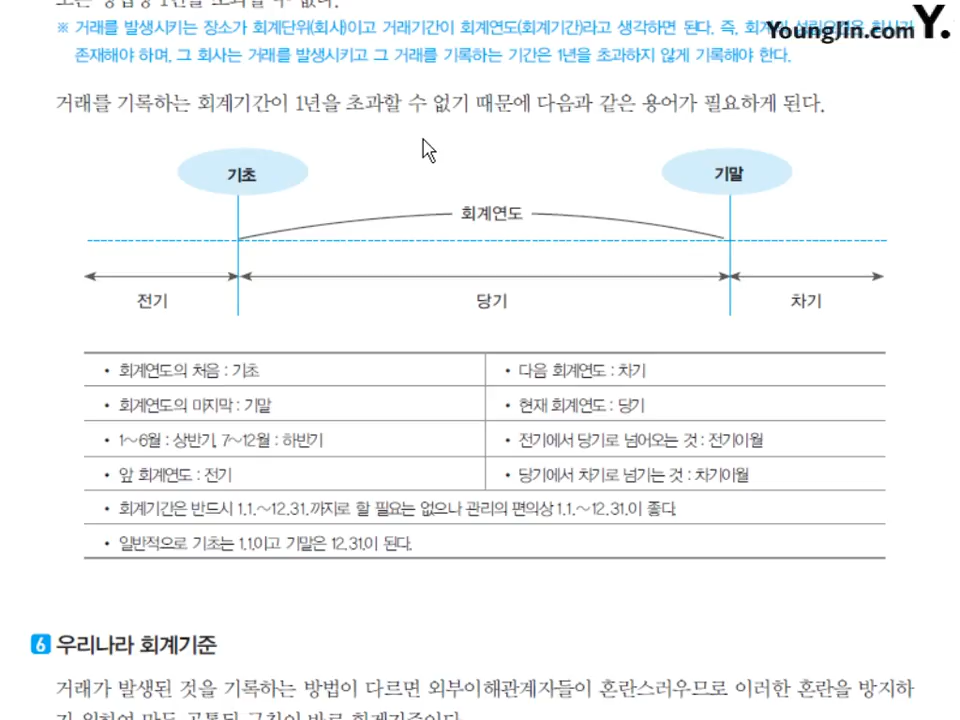 ※ 거래를 발생시키는 장소가 회계단위(회사)이고 거래기간이 회계연도(회계기간)라고 생각하면 된다. 즉,
YoungJin.com Y.
존재해야 하며, 그 회사는 거래를 발생시키고 그 거래를 기록하는 기간은 1년을 초과하지 않게 기록해야 한다.
거래를 기록하는 회계기간이 1년을 초과할 수 없기 때문에 다음과 같은 용어가 필요하게 된다.
기초 기말
회계연도
전기 당기 차기
• 회계연도의 처음 : 기초 • 다음 회계연도 : 차기
• 회계연도의 마지막 : 기말 • 현재 회계연도 : 당기
• 1~6월 : 상반기, 7~12월 : 하반기 • 전기에서 당기로 넘어오는 것 : 전기이월
• 앞 회계연도 : 전기 • 당기에서 차기로 넘기는 것 : 차기이월
• 회계기간은 반드시 1.1.~12.31.까지로 할 필요는 없으나 관리의 편의상 1.1.~12.31.이 좋다.
• 일반적으로 기초는 1.1.이고 기말은 12.31.이 된다.
6 우리나라 회계기준
거래가 발생된 것을 기록하는 방법이 다르면 외부이해관계자들이 혼란스러우므로 이러한 혼란을 방지하